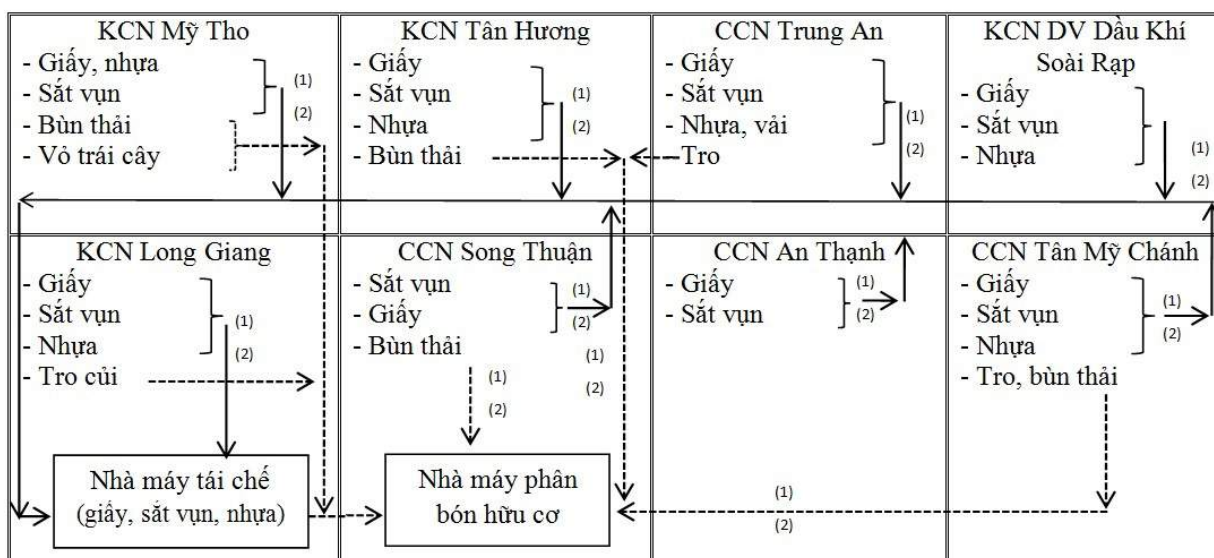 KCN Mỹ Tho
- Giấy, nhựa
- Sắt vụn
- Bùn thải
- Vỏ trái cây
(1)
(2)
KCN Tân Hương
- Giấy
- Sắt vụn
- Nhựa
- Bùn thải
(1)
(2)
CCN Trung An
- Giấy
- Sắt vụn
- Nhựa, vải
Tro
(1)
(2)
KCN DV Dầu Khí
Soài Rạp
- Giấy
- Sắt vụn
- Nhựa
(1)
(2)
KCN Long Giang
- Giấy
- Sắt vụn
- Nhựa
- Tro củi
(1)
(2)
Nhà máy tái chế
(giấy, sắt vụn, nhựa)
CCN Song Thuận
- Sắt vụn
- Giấy
- Bùn thải
(1)
(2)
(1)
(2)
(1)
(2)
Nhà máy phân
bón hữu cơ
CCN An Thạnh
- Giấy
- Sắt vụn
(1)
(2)
(1)
(2)
CCN Tân Mỹ Chánh
- Giấy
- Sắt vụn
- Nhựa
- Tro, bùn thải
(1)
(2)